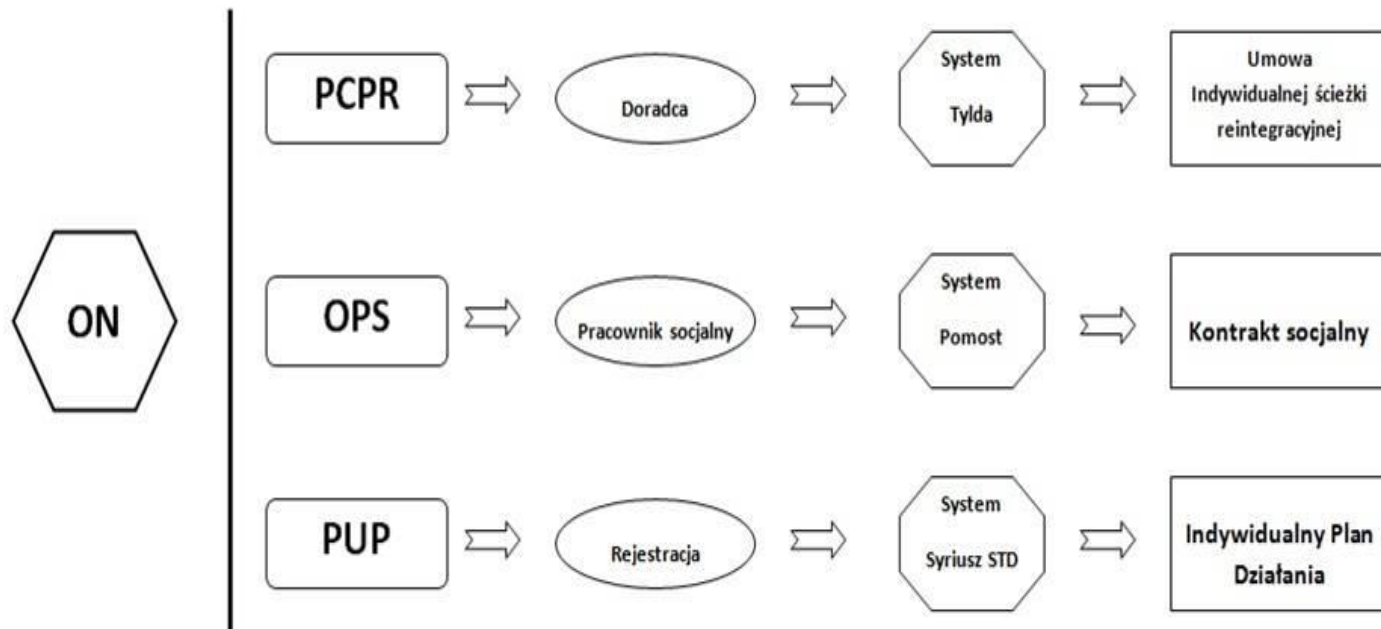 ON
PCPR
Doradca
System
Tylda
Umowa
Indywidualnej ścieżki
reintegracyjnej
OPS
Pracownik socjalny
System
Pomost
Kontrakt socjalny
PUP
Rejestracja
System
Syriusz STD
Indywidualny Plan
Działania